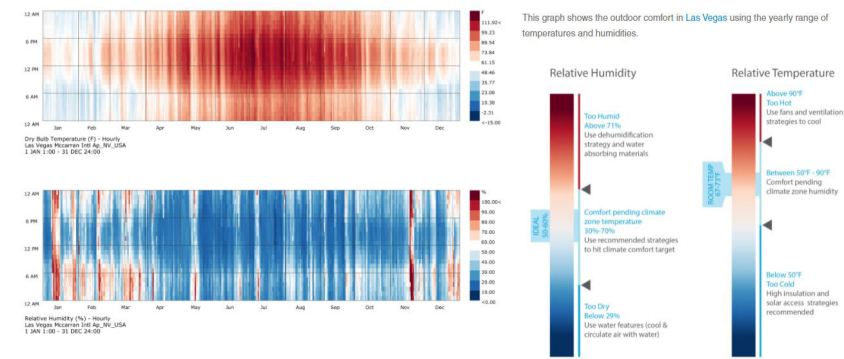 12 AM
6 PM
12 PM
6 AM
12 AM
Jan Feb Mar Apr May Jun Jul Aug Sep Oct Nov Dec
Dry Bulb Temperature (F) - Hourly
Las Vegas Mccarran Intl Ap_NV_USA
1 JAN 1:00 - 31 DEC 24:00
F
111.92<
99.23
86.54
73.84
61.15
48.46
35.77
23.08
10.38
-2.31
<-15.00
12 AM
6 PM
12 PM
6 AM
12 AM
Jan Feb Mar Apr May Jun Jul Aug Sep Oct Nov Dec
Relative Humidity (%) - Hourly
Las Vegas Mccarran Intl Ap_NV_USA
1 JAN 1:00 - 31 DEC 24:00
%
100.00<
90.00
80.00
70.00
60.00
50.00
40.00
30.00
20.00
10.00
<0.00
This graph shows the outdoor comfort in Las Vegas using the yearly range of
temperatures and humidities.
Relative Humidity
Too Humid
Above 71%
Use dehumidification
strategy and water
absorbing materials
IDEAL
50-60%
Comfort pending climate
zone temperature
30%-70%
Use recommended strategies
to hit climate comfort target
Too Dry
Below 29%
Use water features (cool &
circulate air with water)
Relative Temperature
Above 90°F
Too Hot
Use fans and ventilation
strategies to cool
ROOM TEMP
67-73°F
Between 50°F - 90°F
Comfort pending
climate zone humidity
Below 50°F
Too Cold
High insulation and
solar access strategies
recommended